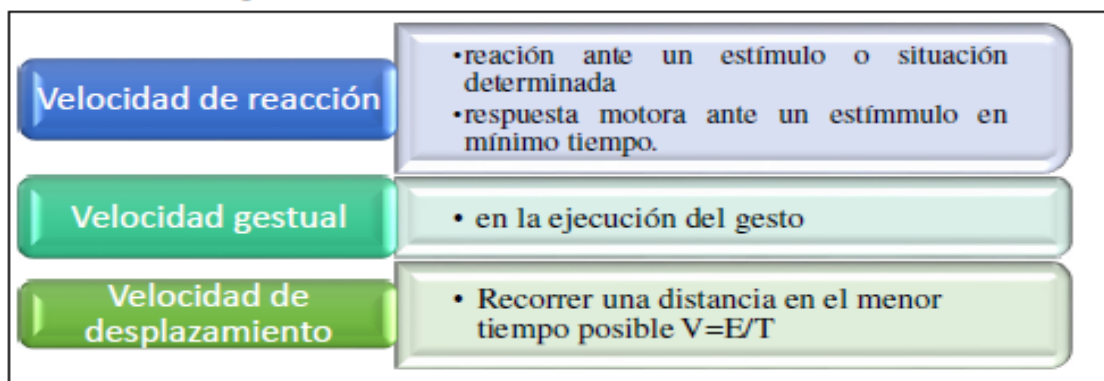 Velocidad de reacción
•reación ante un estímulo o situación
determinada
•respuesta motora ante un estímmulo en
mínimo tiempo.
Velocidad gestual
• en la ejecución del gesto
Velocidad de
desplazamiento
• Recorrer una distancia en el menor
tiempo posible V=E/T